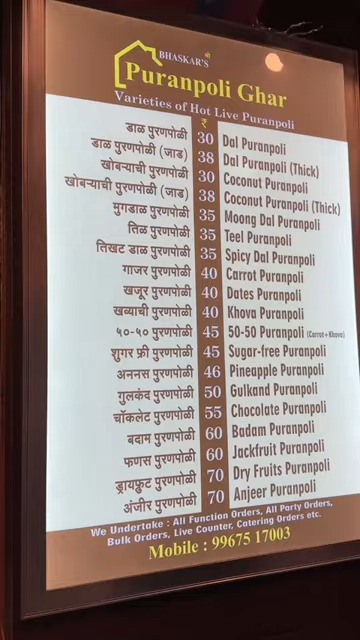 श्री
BHASKAR'S
Puranpoli Ghar
Varieties of Hot Live Puranpoli
₹
डाळ पुरणपोळी 30 Dal Puranpoli
डाळ पुरणपोळी (जाड) 38 Dal Puranpoli (Thick)
खोबऱ्याची पुरणपोळी 30 Coconut Puranpoli
खोबऱ्याची पुरणपोळी (जाड) 38 Coconut Puranpoli (Thick)
मुगडाळ पुरणपोळी 35 Moong Dal Puranpoli
तिळ पुरणपोळी 35 Teel Puranpoli
तिखट डाळ पुरणपोळी 35 Spicy Dal Puranpoli
गाजर पुरणपोळी 40 Carrot Puranpoli
खजूर पुरणपोळी 40 Dates Puranpoli
खव्याची पुरणपोळी 40 Khova Puranpoli
५०-५० पुरणपोळी 45 50-50 Puranpoli (Carrot+Khova)
शुगर फ्री पुरणपोळी 45 Sugar-free Puranpoli
अननस पुरणपोळी 46 Pineapple Puranpoli
गुलकंद पुरणपोळी 50 Gulkand Puranpoli
चॉकलेट पुरणपोळी 55 Chocolate Puranpoli
बदाम पुरणपोळी 60 Badam Puranpoli
फणस पुरणपोळी 60 Jackfruit Puranpoli
ड्रायफ्रुट पुरणपोळी 70 Dry Fruits Puranpoli
अंजीर पुरणपोळी 70 Anjeer Puranpoli
We Undertake : All Function Orders, All Party Orders,
Bulk Orders, Live Counter, Catering Orders etc.
Mobile : 99675 17003